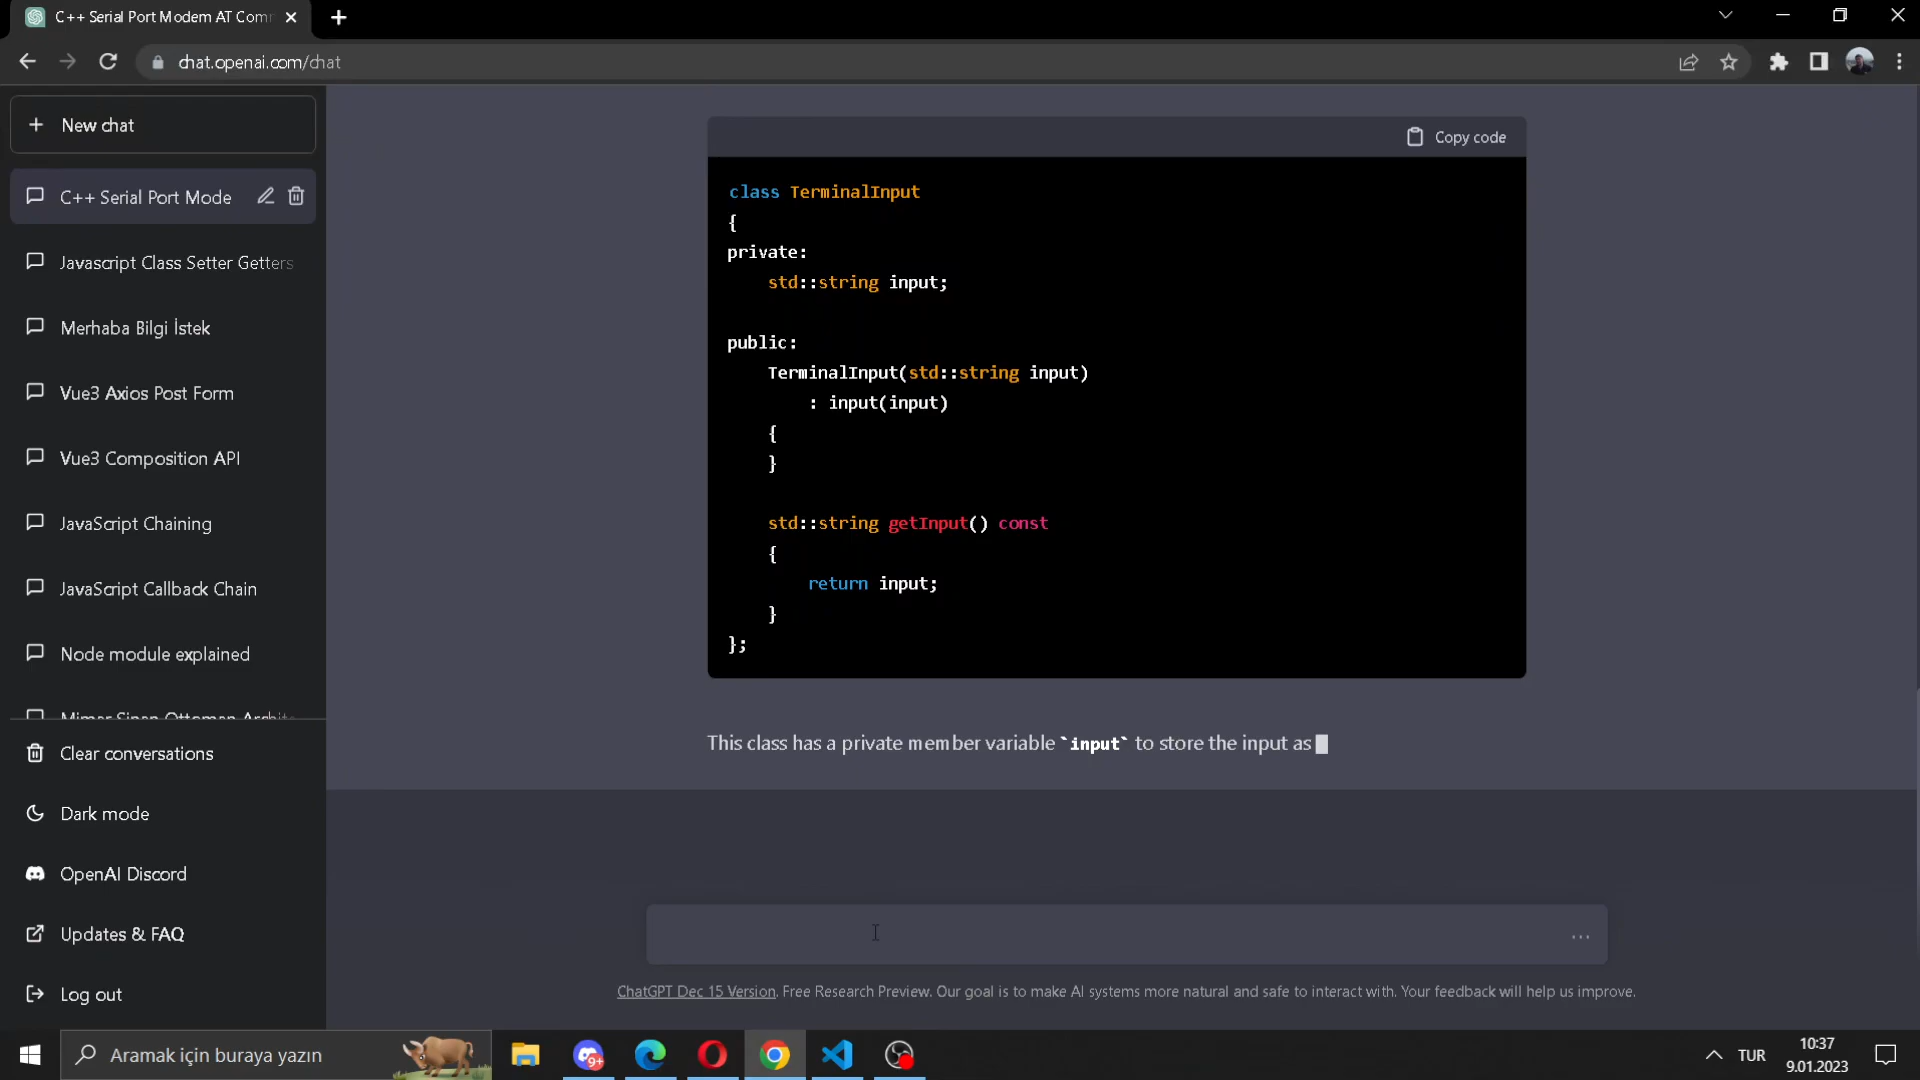 C++ Serial Port Modem AT Comm
chat.openai.com/chat
New chat
C++ Serial Port Mode
Javascript Class Setter Getters
Merhaba Bilgi İstek
Vue3 Axios Post Form
Vue3 Composition API
JavaScript Chaining
JavaScript Callback Chain
Node module explained
Mimar Sinan Ottoman Archite
Clear conversations
Dark mode
OpenAI Discord
Updates & FAQ
Log out
Copy code
class TerminalInput
{
private:
std::string input;
public:
TerminalInput(std::string input)
: input(input)
{
}
std::string getInput() const
{
return input;
}
};
This class has a private member variable `input` to store the input as
...
ChatGPT Dec 15 Version. Free Research Preview. Our goal is to make AI systems more natural and safe to interact with. Your feedback will help us improve.
Aramak için buraya yazın
9+
TUR
10:37
9.01.2023